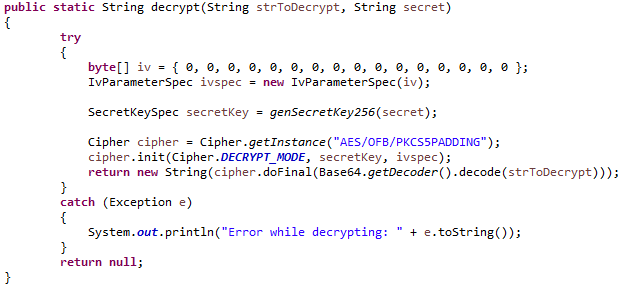 public static String decrypt(String strToDecrypt, String secret)
{
try
{
byte[] iv = { 0, 0, 0, 0, 0, 0, 0, 0, 0, 0, 0, 0, 0, 0, 0, 0 };
IvParameterSpec ivspec = new IvParameterSpec(iv);
SecretKeySpec secretKey = genSecretKey256(secret);
Cipher cipher = Cipher.getInstance("AES/OFB/PKCS5PADDING");
cipher.init(Cipher.DECRYPT_MODE, secretKey, ivspec);
return new String(cipher.doFinal(Base64.getDecoder().decode(strToDecrypt)));
}
catch (Exception e)
{
System.out.println("Error while decrypting: " + e.toString());
}
return null;
}